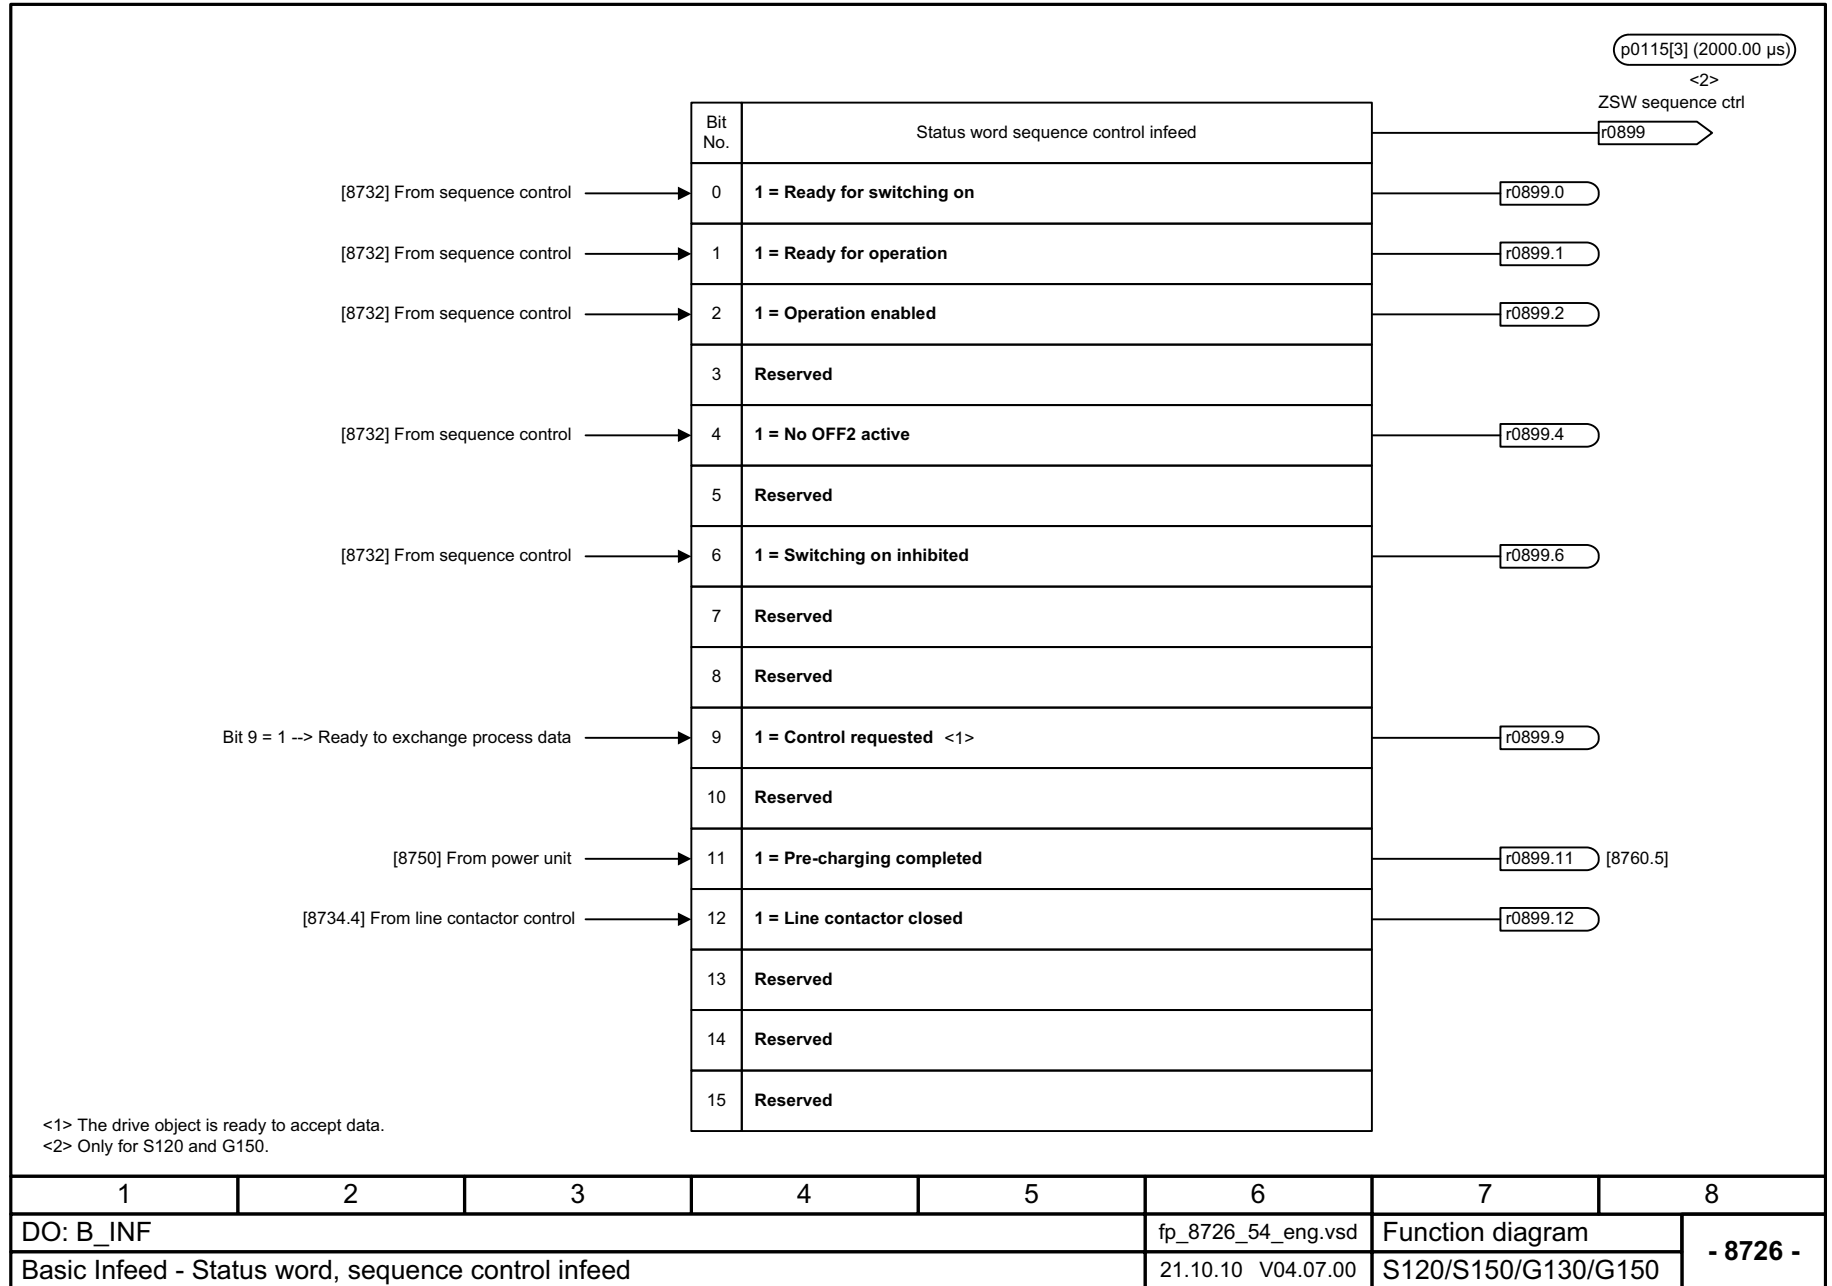 p0115[3] (2000.00 µs)
<2>
ZSW sequence ctrl
Bit No. Status word sequence control infeed r0899
[8732] From sequence control 0 1 = Ready for switching on r0899.0
[8732] From sequence control 1 1 = Ready for operation r0899.1
[8732] From sequence control 2 1 = Operation enabled r0899.2
3 Reserved
[8732] From sequence control 4 1 = No OFF2 active r0899.4
5 Reserved
[8732] From sequence control 6 1 = Switching on inhibited r0899.6
7 Reserved
8 Reserved
Bit 9 = 1 --> Ready to exchange process data 9 1 = Control requested <1> r0899.9
10 Reserved
[8750] From power unit 11 1 = Pre-charging completed r0899.11 [8760.5]
[8734.4] From line contactor control 12 1 = Line contactor closed r0899.12
13 Reserved
14 Reserved
15 Reserved
<1> The drive object is ready to accept data.
<2> Only for S120 and G150.
1 2 3 4 5 6 7 8
DO: B_INF fp_8726_54_eng.vsd Function diagram - 8726 -
Basic Infeed - Status word, sequence control infeed 21.10.10 V04.07.00 S120/S150/G130/G150